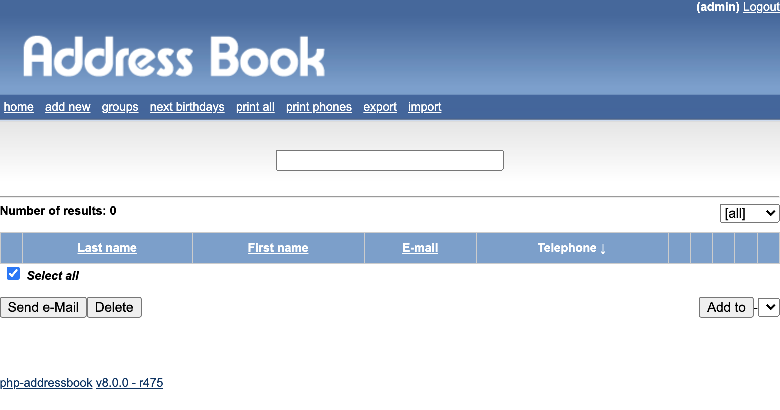 (admin) Logout
Address Book
home add new groups next birthdays print all print phones export import
Number of results: 0
[all]
Last name First name E-mail Telephone ↓
Select all
Send e-Mail Delete Add to -
php-addressbook v8.0.0 - r475